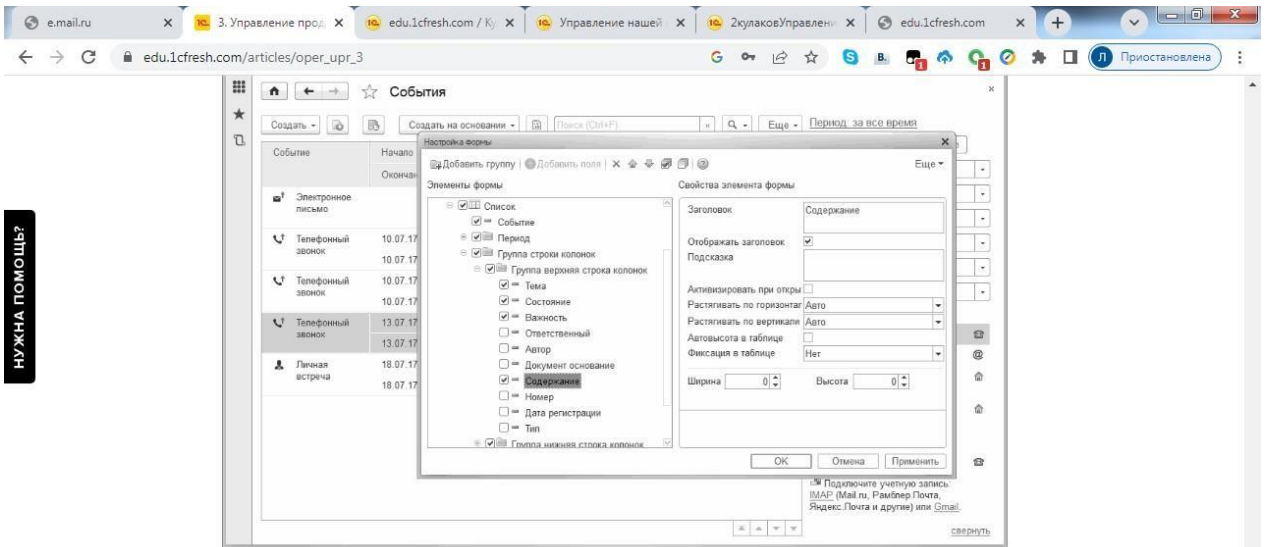 e.mail.ru
3. Управление прод
edu.1cfresh.com / Ку
Управление нашей
2кулаковУправлени
edu.1cfresh.com
edu.1cfresh.com/articles/oper_upr_3
Приостановлена
НУЖНА ПОМОЩЬ?
События
Создать
Создать на основании
Поиск (Ctrl+F)
Еще
Период: за все время
Событие
Начало
Окончан
Электронное
письмо
Телефонный
звонок
10.07.17
10.07.17
Телефонный
звонок
10.07.17
10.07.17
Телефонный
звонок
13.07.17
13.07.17
Личная
встреча
18.07.17
18.07.17
Настройка формы
Добавить группу
Добавить поля
Еще
Элементы формы
Список
Событие
Период
Группа строки колонок
Группа верхняя строка колонок
Тема
Состояние
Важность
Ответственный
Автор
Документ основание
Содержание
Номер
Дата регистрации
Тип
Группа нижняя строка колонок
Свойства элемента формы
Заголовок Содержание
Отображать заголовок
Подсказка
Активизировать при откры
Растягивать по горизонтаг Авто
Растягивать по вертикали Авто
Автовысота в таблице
Фиксация в таблице Нет
Ширина 0 Высота 0
OK Отмена Применить
Подключите учетную запись:
IMAP (Mail.ru, Рамблер.Почта,
Яндекс.Почта и другие) или Gmail.
свернуть